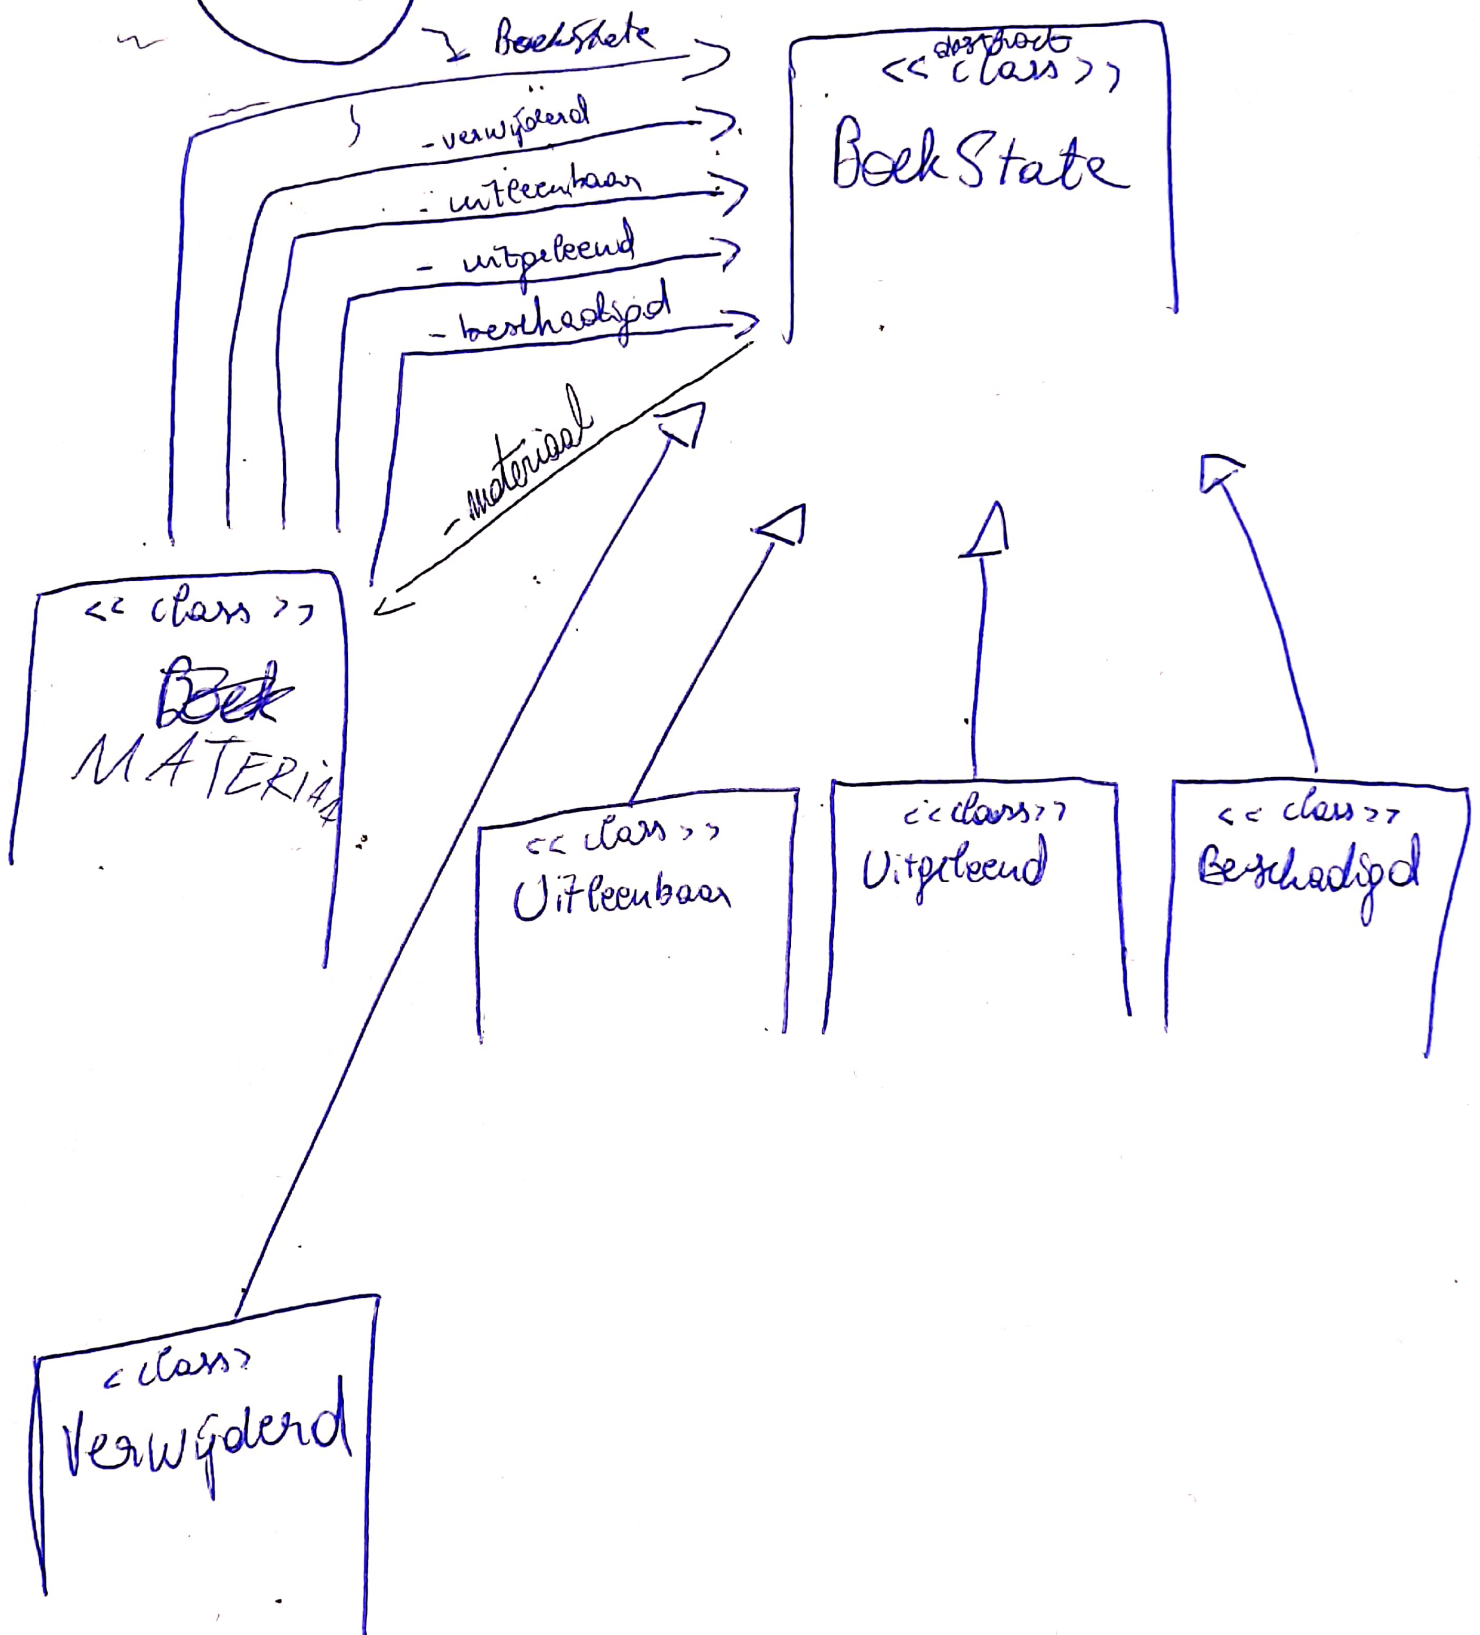 BoekState
<< abstract class >>
BoekState
- verwijderd
- uitleenbaar
- uitgeleend
- beschadigd
- materiaal
<< class >>
MATERIAAL
<< class >>
Uitleenbaar
<<class>>
Uitgeleend
<< class >>
Beschadigd
< class >
Verwijderd